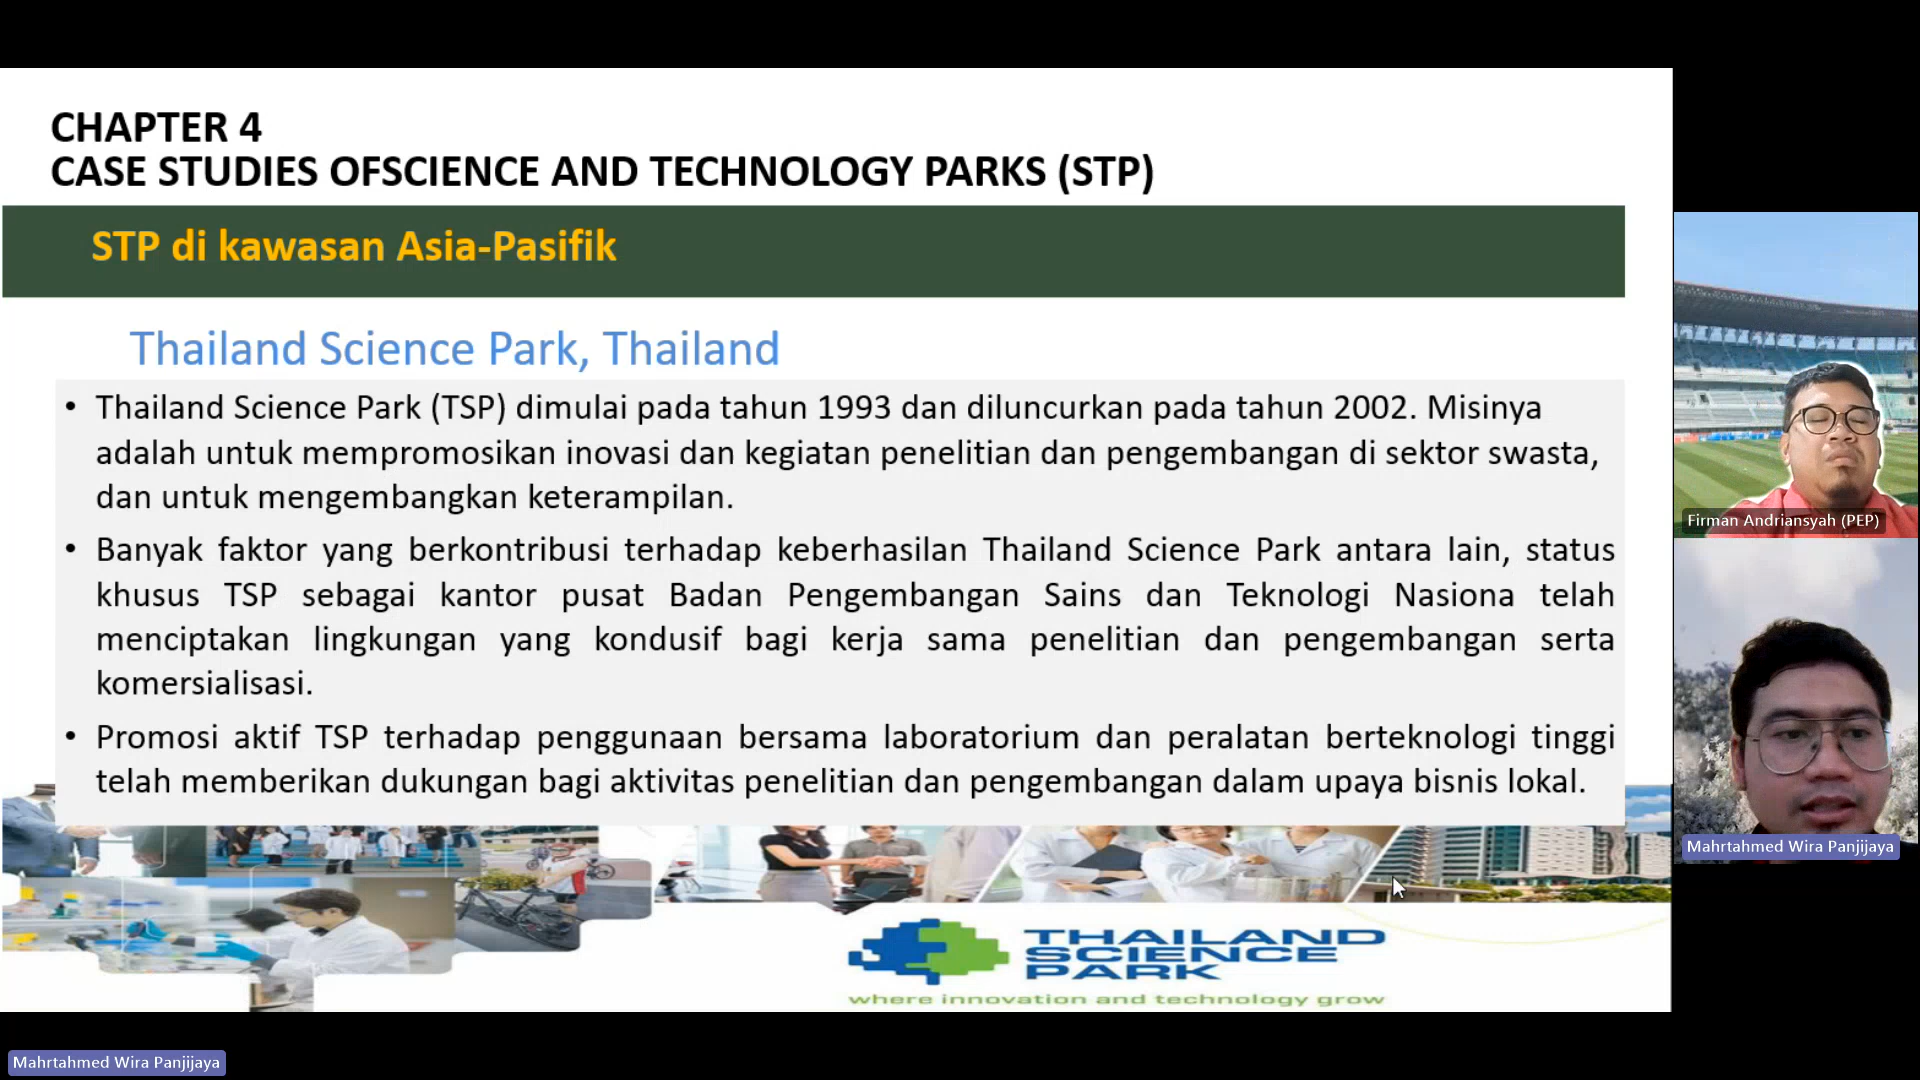 CHAPTER 4
CASE STUDIES OFSCIENCE AND TECHNOLOGY PARKS (STP)
STP di kawasan Asia-Pasifik
Thailand Science Park, Thailand
• Thailand Science Park (TSP) dimulai pada tahun 1993 dan diluncurkan pada tahun 2002. Misinya
adalah untuk mempromosikan inovasi dan kegiatan penelitian dan pengembangan di sektor swasta,
dan untuk mengembangkan keterampilan.
• Banyak faktor yang berkontribusi terhadap keberhasilan Thailand Science Park antara lain, status
khusus TSP sebagai kantor pusat Badan Pengembangan Sains dan Teknologi Nasiona telah
menciptakan lingkungan yang kondusif bagi kerja sama penelitian dan pengembangan serta
komersialisasi.
• Promosi aktif TSP terhadap penggunaan bersama laboratorium dan peralatan berteknologi tinggi
telah memberikan dukungan bagi aktivitas penelitian dan pengembangan dalam upaya bisnis lokal.
THAILAND
SCIENCE
PARK
where innovation and technology grow
Firman Andriansyah (PEP)
Mahrtahmed Wira Panjijaya
Mahrtahmed Wira Panjijaya